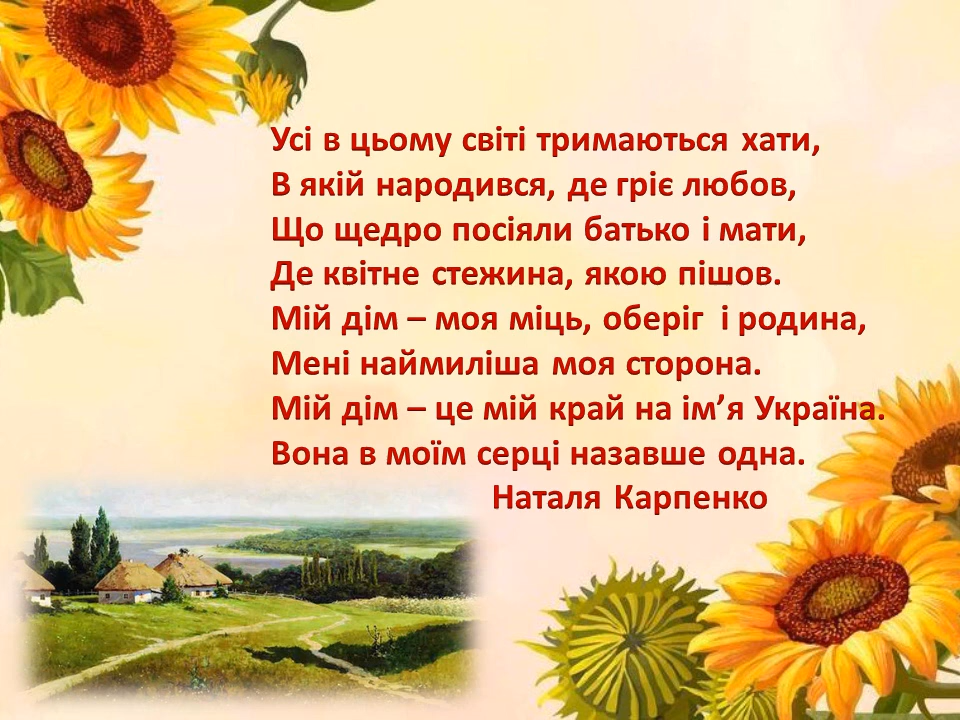 Усі в цьому світі тримаються хати,
В якій народився, де гріє любов,
Що щедро посіяли батько і мати,
Де квітне стежина, якою пішов.
Мій дім – моя міць, оберіг і родина,
Мені наймиліша моя сторона.
Мій дім – це мій край на ім’я Україна.
Вона в моїм серці назавше одна.
Наталя Карпенко